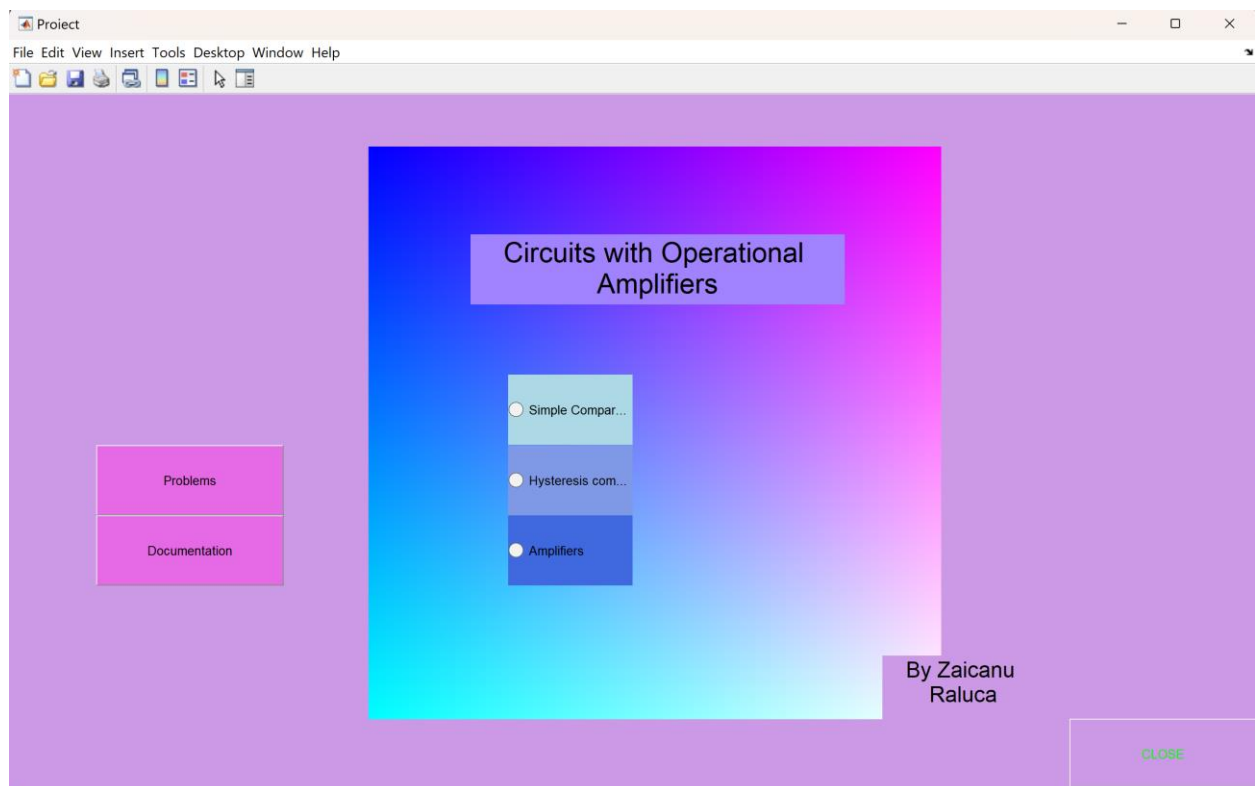 Proiect
File Edit View Insert Tools Desktop Window Help
Circuits with Operational
Amplifiers
Simple Compar...
Hysteresis com...
Amplifiers
Problems
Documentation
By Zaicanu
Raluca
CLOSE